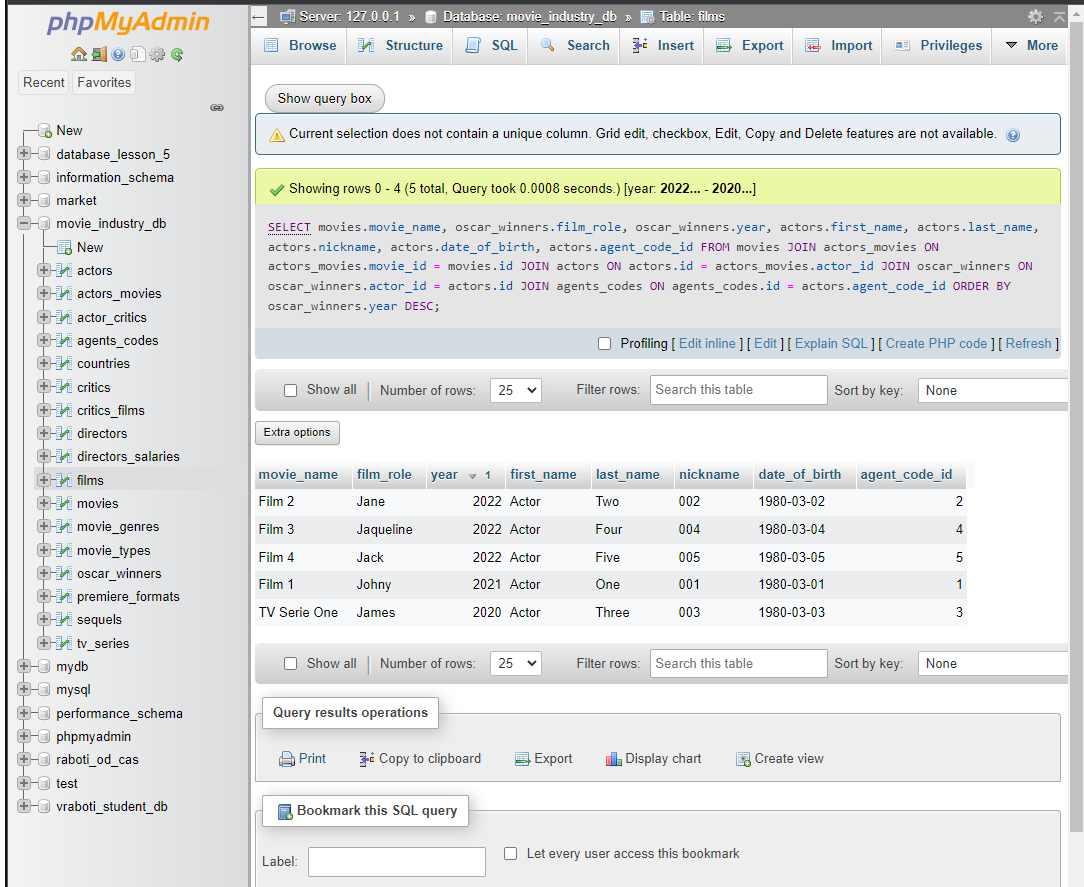 phpMyAdmin
Recent Favorites
New
database_lesson_5
information_schema
market
movie_industry_db
New
actors
actors_movies
actor_critics
agents_codes
countries
critics
critics_films
directors
directors_salaries
films
movies
movie_genres
movie_types
oscar_winners
premiere_formats
sequels
tv_series
mydb
mysql
performance_schema
phpmyadmin
raboti_od_cas
test
vraboti_student_db
Server: 127.0.0.1 » Database: movie_industry_db » Table: films
Browse Structure SQL Search Insert Export Import Privileges More
Show query box
Current selection does not contain a unique column. Grid edit, checkbox, Edit, Copy and Delete features are not available.
Showing rows 0 - 4 (5 total, Query took 0.0008 seconds.) [year: 2022... - 2020...]
SELECT movies.movie_name, oscar_winners.film_role, oscar_winners.year, actors.first_name, actors.last_name,
actors.nickname, actors.date_of_birth, actors.agent_code_id FROM movies JOIN actors_movies ON
actors_movies.movie_id = movies.id JOIN actors ON actors.id = actors_movies.actor_id JOIN oscar_winners ON
oscar_winners.actor_id = actors.id JOIN agents_codes ON agents_codes.id = actors.agent_code_id ORDER BY
oscar_winners.year DESC;
Profiling [ Edit inline ] [ Edit ] [ Explain SQL ] [ Create PHP code ] [ Refresh ]
Show all Number of rows: 25 Filter rows: Search this table Sort by key: None
Extra options
movie_name film_role year 1 first_name last_name nickname date_of_birth agent_code_id
Film 2 Jane 2022 Actor Two 002 1980-03-02 2
Film 3 Jaqueline 2022 Actor Four 004 1980-03-04 4
Film 4 Jack 2022 Actor Five 005 1980-03-05 5
Film 1 Johny 2021 Actor One 001 1980-03-01 1
TV Serie One James 2020 Actor Three 003 1980-03-03 3
Show all Number of rows: 25 Filter rows: Search this table Sort by key: None
Query results operations
Print Copy to clipboard Export Display chart Create view
Bookmark this SQL query
Label: Let every user access this bookmark